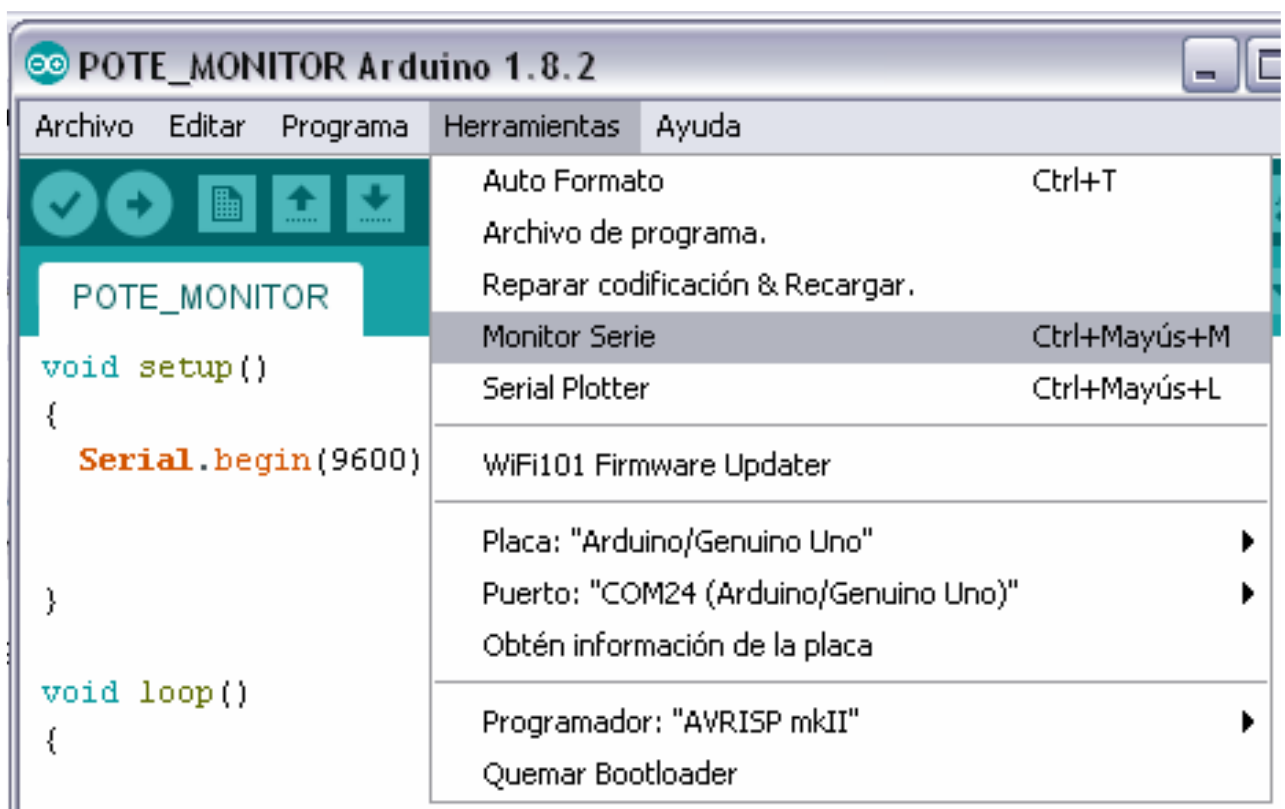 POTE_MONITOR Arduino 1.8.2
Archivo Editar Programa Herramientas Ayuda
POTE_MONITOR
void setup()
{
Serial.begin(9600)
}
void loop()
{
Auto Formato Ctrl+T
Archivo de programa.
Reparar codificación & Recargar.
Monitor Serie Ctrl+Mayús+M
Serial Plotter Ctrl+Mayús+L
WiFi101 Firmware Updater
Placa: "Arduino/Genuino Uno"
Puerto: "COM24 (Arduino/Genuino Uno)"
Obtén información de la placa
Programador: "AVRISP mkII"
Quemar Bootloader